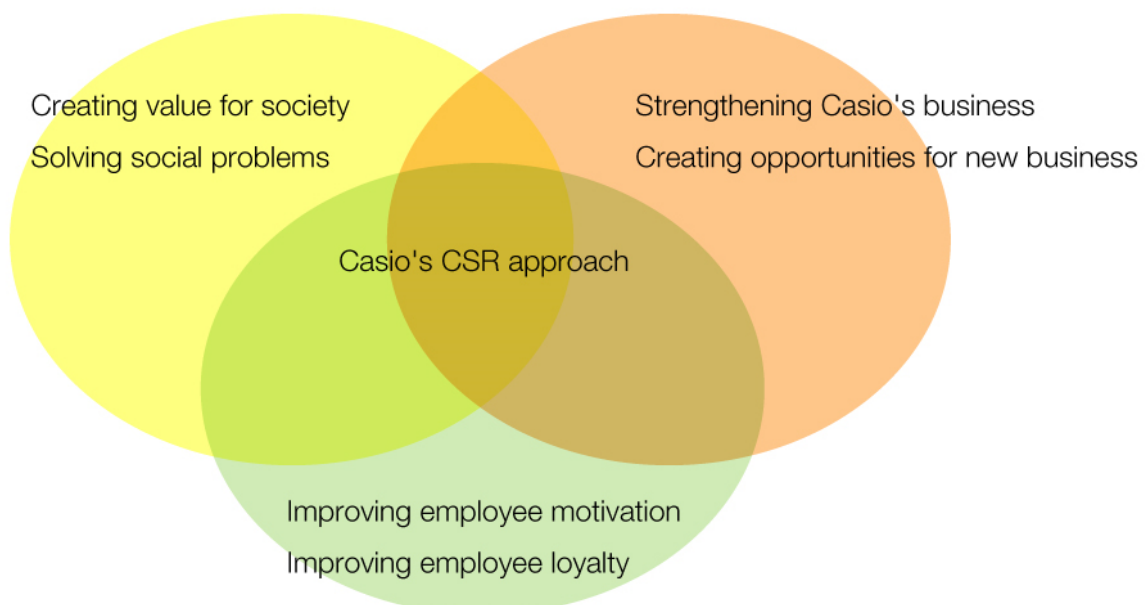 Creating value for society
Solving social problems
Strengthening Casio's business
Creating opportunities for new business
Casio's CSR approach
Improving employee motivation
Improving employee loyalty